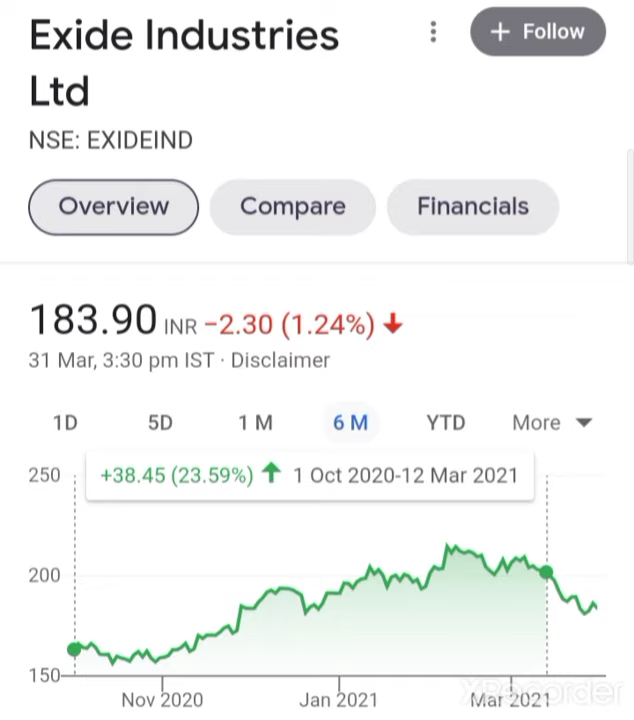 Exide Industries
Ltd
+ Follow
NSE: EXIDEIND
Overview
Compare
Financials
183.90 INR −2.30 (1.24%) ↓
31 Mar, 3:30 pm IST · Disclaimer
1D 5D 1 M 6 M YTD More
+38.45 (23.59%) ↑ 1 Oct 2020-12 Mar 2021
250
200
150
Nov 2020 Jan 2021 Mar 2021
XRecorder